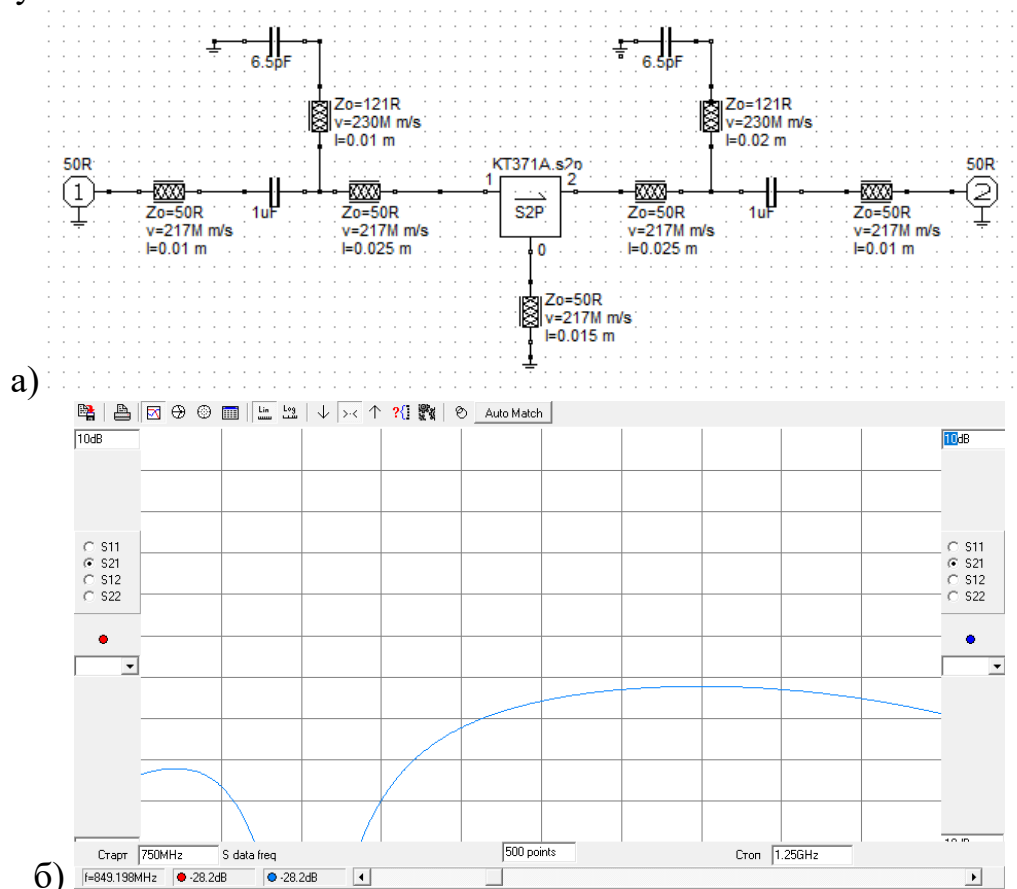 6.5pF
6.5pF
Zo=121R
v=230M m/s
l=0.01 m
Zo=121R
v=230M m/s
l=0.02 m
50R
KT371A.s2p
50R
1
1
2
2
S2P
Zo=50R
v=217M m/s
l=0.01 m
1uF
Zo=50R
v=217M m/s
l=0.025 m
0
Zo=50R
v=217M m/s
l=0.025 m
1uF
Zo=50R
v=217M m/s
l=0.01 m
Zo=50R
v=217M m/s
l=0.015 m
а)
Lin
Log
Auto Match
10dB
10dB
S11
S21
S12
S22
S11
S21
S12
S22
Старт 750MHz S data freq 500 points Стоп 1.25GHz
б) f=849.198MHz -28.2dB -28.2dB